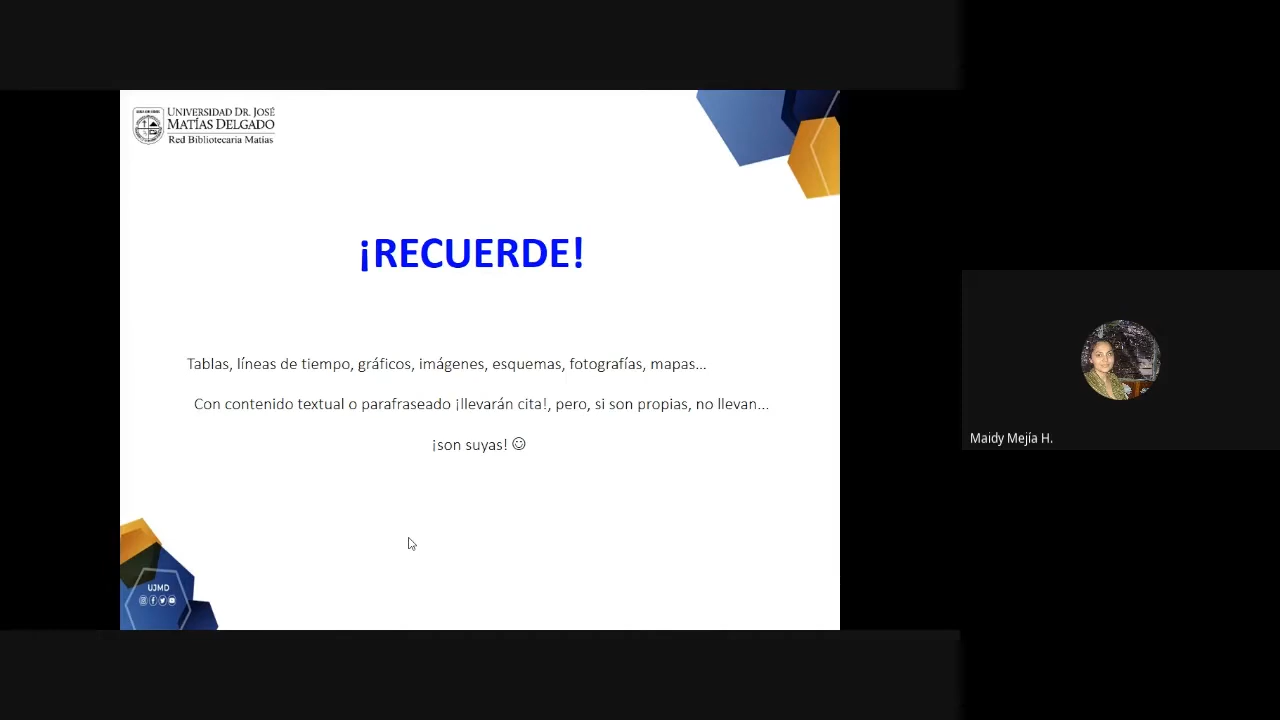 UNIVERSIDAD DR. JOSÉ
MATÍAS DELGADO
Red Bibliotecaria Matías
¡RECUERDE!
Tablas, líneas de tiempo, gráficos, imágenes, esquemas, fotografías, mapas...
Con contenido textual o parafraseado ¡llevarán cita!, pero, si son propias, no llevan...
¡son suyas! ☺
Maidy Mejía H.
UJMD